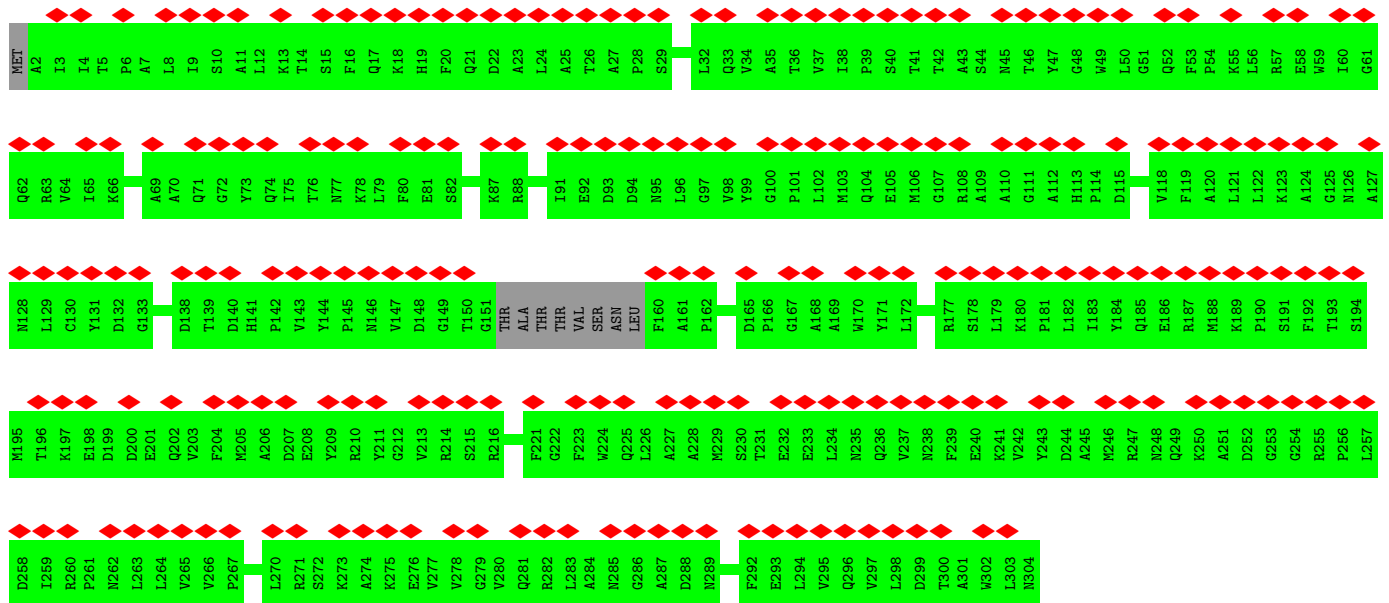 MET A2 I3 I4 T5 P6 A7 L8 I9 S10 A11 L12 K13 T14 S15 F16 Q17 K18 H19 F20 Q21 D22 A23 L24 A25 T26 A27 P28 S29 L32 Q33 V34 A35 T36 V37 I38 P39 S40 T41 T42 A43 S44 N45 T46 Y47 G48 W49 L50 G51 Q52 F53 P54 K55 L56 R57 E58 W59 I60 G61
Q62 R63 V64 I65 K66 A69 A70 Q71 G72 Y73 Q74 I75 T76 N77 K78 L79 F80 E81 S82 K87 R88 I91 E92 D93 D94 N95 L96 G97 V98 Y99 G100 P101 L102 M103 Q104 E105 M106 G107 R108 A109 A110 G111 A112 H113 P114 D115 V118 F119 A120 L121 L122 K123 A124 G125 N126 A127
N128 L129 C130 Y131 D132 G133 D138 T139 D140 H141 P142 V143 Y144 P145 N146 V147 D148 G149 T150 G151 THR ALA THR THR VAL SER ASN LEU F160 A161 P162 D165 P166 G167 A168 A169 W170 Y171 L172 R177 S178 L179 K180 P181 L182 I183 Y184 Q185 E186 R187 M188 K189 P190 S191 F192 T193 S194
M195 T196 K197 E198 D199 D200 E201 Q202 V203 F204 M205 A206 D207 E208 Y209 R210 Y211 G212 V213 R214 S215 R216 F221 G222 F223 W224 Q225 L226 A227 A228 M229 S230 T231 E232 E233 L234 N235 Q236 V237 N238 F239 E240 K241 V242 Y243 D244 A245 M246 R247 N248 Q249 K250 A251 D252 G253 G254 R255 P256 L257
D258 I259 R260 P261 N262 L263 L264 V265 V266 P267 L270 R271 S272 K273 A274 K275 E276 V277 V278 G279 V280 Q281 R282 L283 A284 N285 G286 A287 D288 N289 F292 E293 L294 V295 Q296 V297 L298 D299 T300 A301 W302 L303 N304